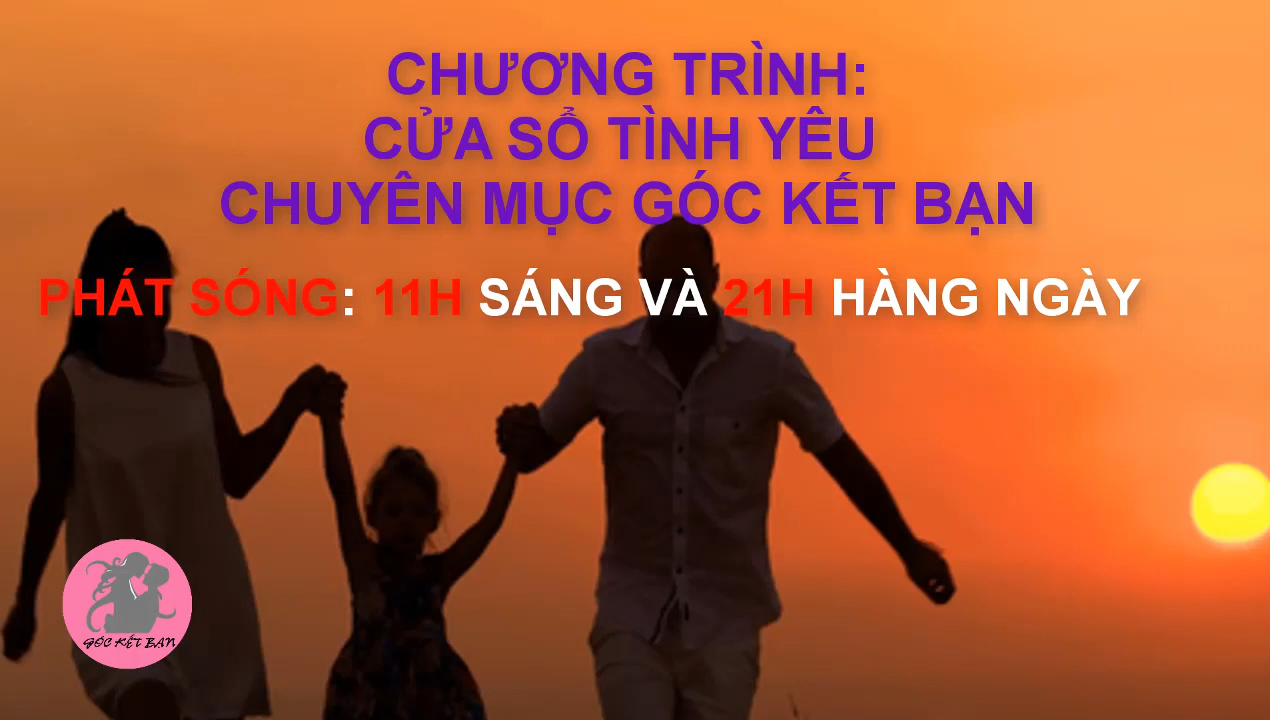 CHƯƠNG TRÌNH:
CỬA SỔ TÌNH YÊU
CHUYÊN MỤC GÓC KẾT BẠN
PHÁT SÓNG: 11H SÁNG VÀ 21H HÀNG NGÀY
GÓC KẾT BẠN